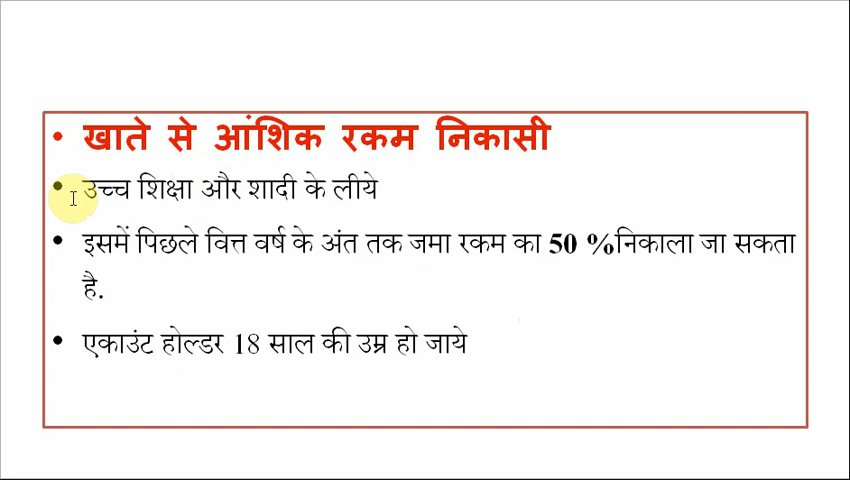 • खाते से आंशिक रकम निकासी
• उच्च शिक्षा और शादी के लीये
• इसमें पिछले वित्त वर्ष के अंत तक जमा रकम का 50 %निकाला जा सकता
है.
• एकाउंट होल्डर 18 साल की उम्र हो जाये